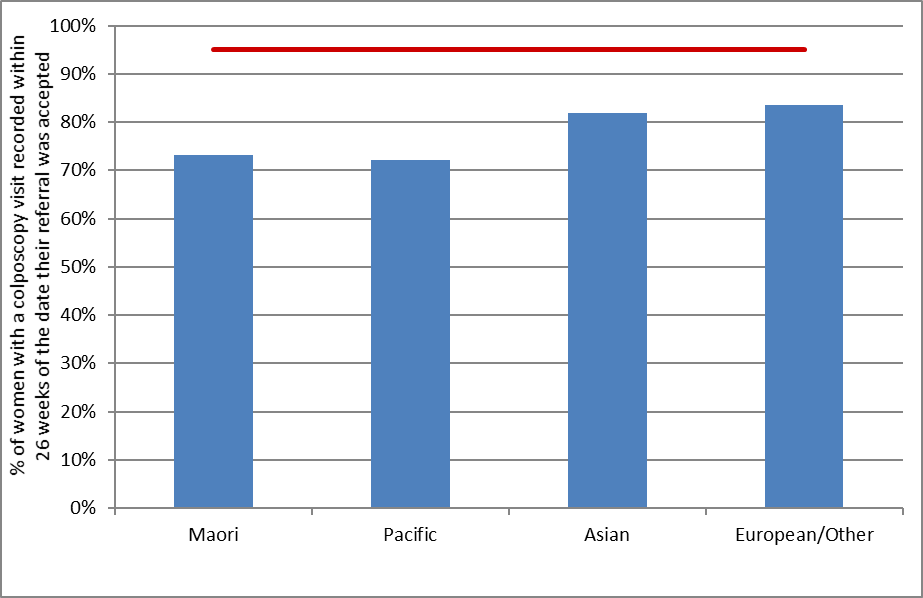 % of women with a colposcopy visit recorded within
26 weeks of the date their referral was accepted
100%
90%
80%
70%
60%
50%
40%
30%
20%
10%
0%
Maori
Pacific
Asian
European/Other